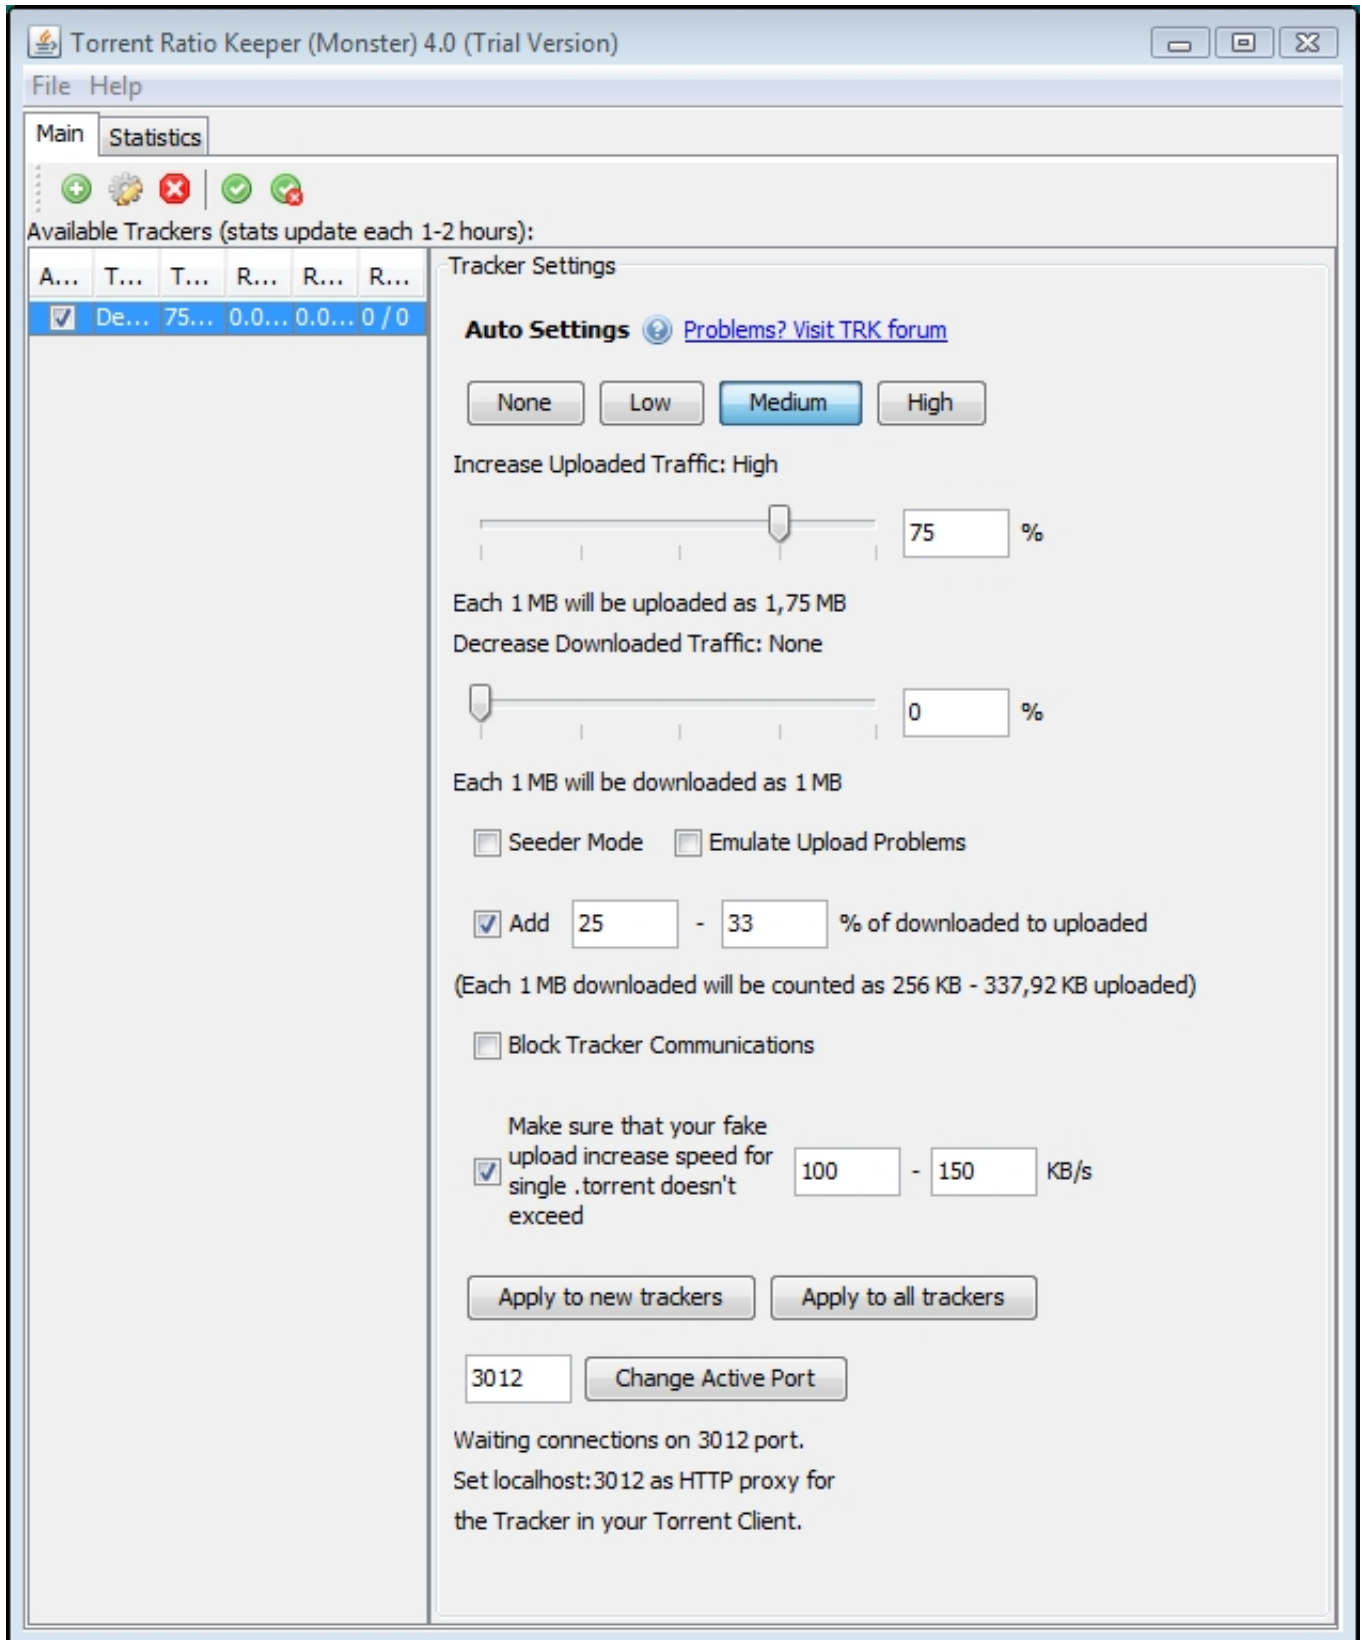 Torrent Ratio Keeper (Monster) 4.0 (Trial Version)
File Help
Main Statistics
Available Trackers (stats update each 1-2 hours):
A... T... T... R... R... R...
De... 75... 0.0... 0.0... 0 / 0
Tracker Settings
Auto Settings Problems? Visit TRK forum
None Low Medium High
Increase Uploaded Traffic: High
75 %
Each 1 MB will be uploaded as 1,75 MB
Decrease Downloaded Traffic: None
0 %
Each 1 MB will be downloaded as 1 MB
Seeder Mode Emulate Upload Problems
Add 25 - 33 % of downloaded to uploaded
(Each 1 MB downloaded will be counted as 256 KB - 337,92 KB uploaded)
Block Tracker Communications
Make sure that your fake
upload increase speed for
single .torrent doesn't
exceed
100 - 150 KB/s
Apply to new trackers Apply to all trackers
3012 Change Active Port
Waiting connections on 3012 port.
Set localhost:3012 as HTTP proxy for
the Tracker in your Torrent Client.